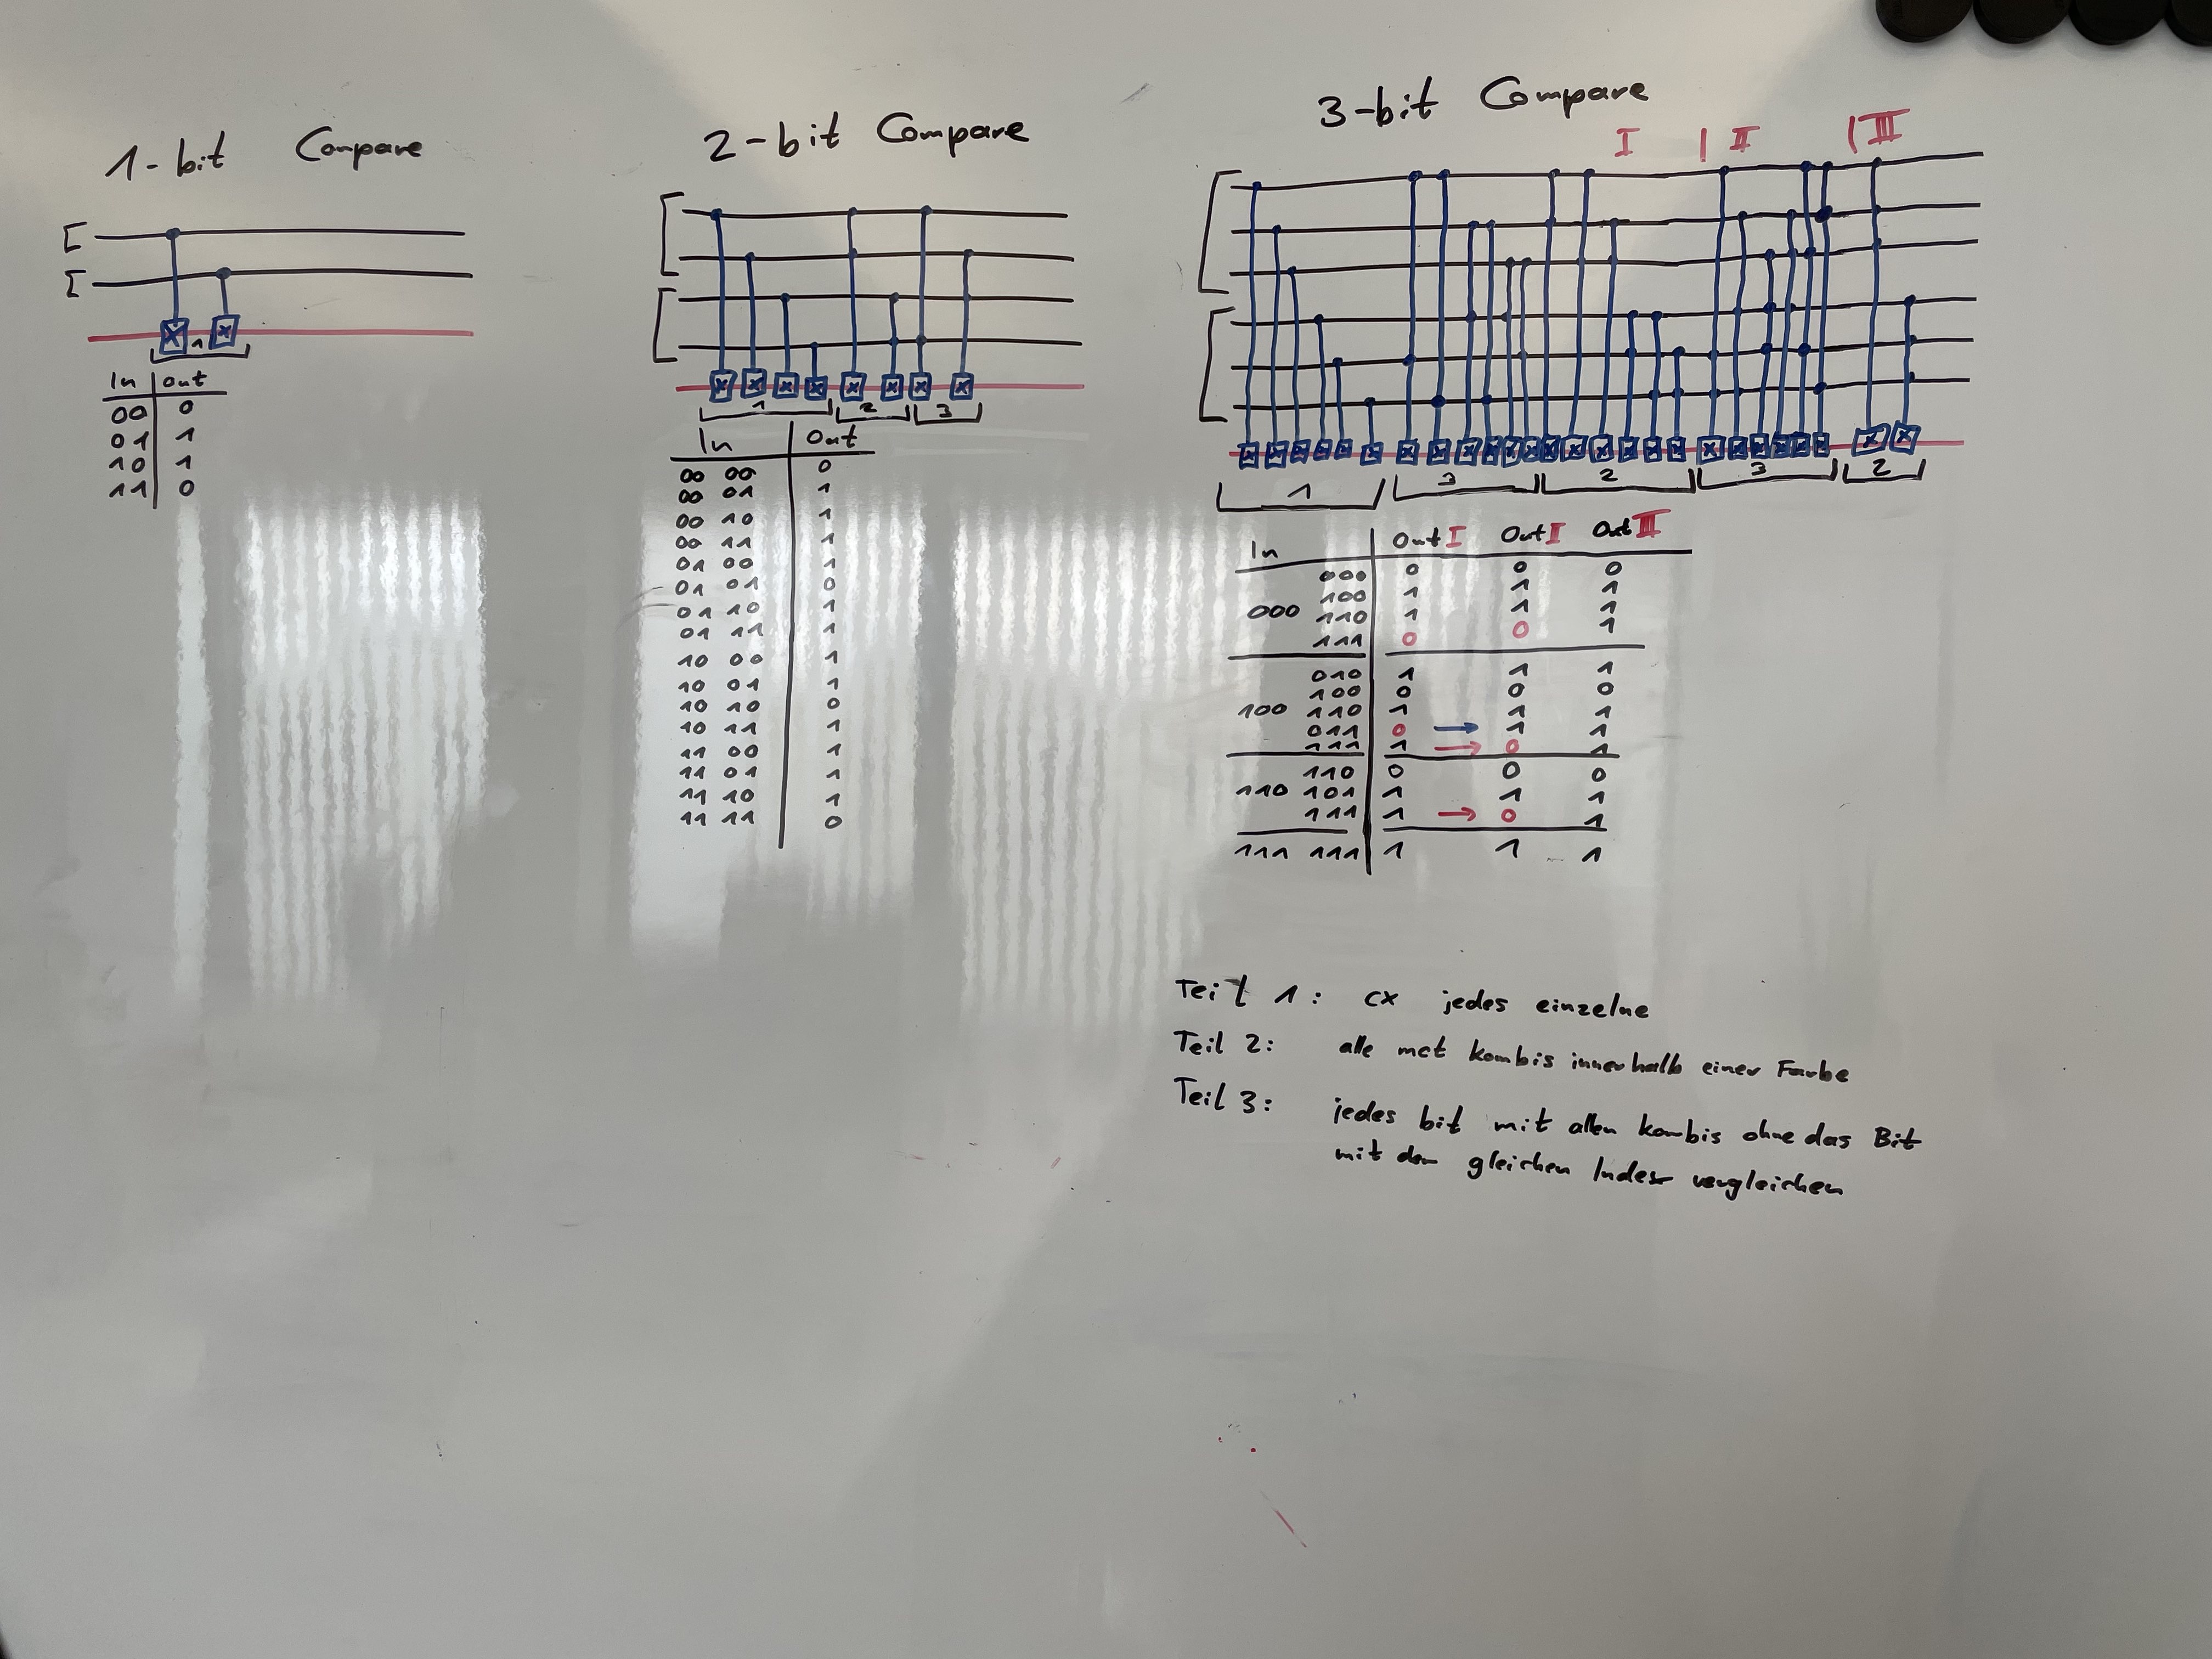 1-bit Compare
1
In Out
00 0
01 1
10 1
11 0
2-bit Compare
1 2 3
In Out
00 00 0
00 01 1
00 10 1
00 11 1
01 00 1
01 01 0
01 10 1
01 11 1
10 00 1
10 01 1
10 10 0
10 11 1
11 00 1
11 01 1
11 10 1
11 11 0
3-bit Compare
I | II | III
1 3 2 3 2
In Out I Out I Out III
000 0 0 0
100 1 1 1
000 110 1 1 1
111 0 0 1
010 1 1 1
100 0 0 0
100 110 1 1 1
011 0 → 1 1
111 1 → 0 1
110 0 0 0
110 101 1 1 1
111 1 → 0 1
111 111 1 1 1
Teil 1: cx jedes einzelne
Teil 2: alle mct kombis innerhalb einer Farbe
Teil 3: jedes bit mit allen kombis ohne das Bit
mit dem gleichen Index vergleichen